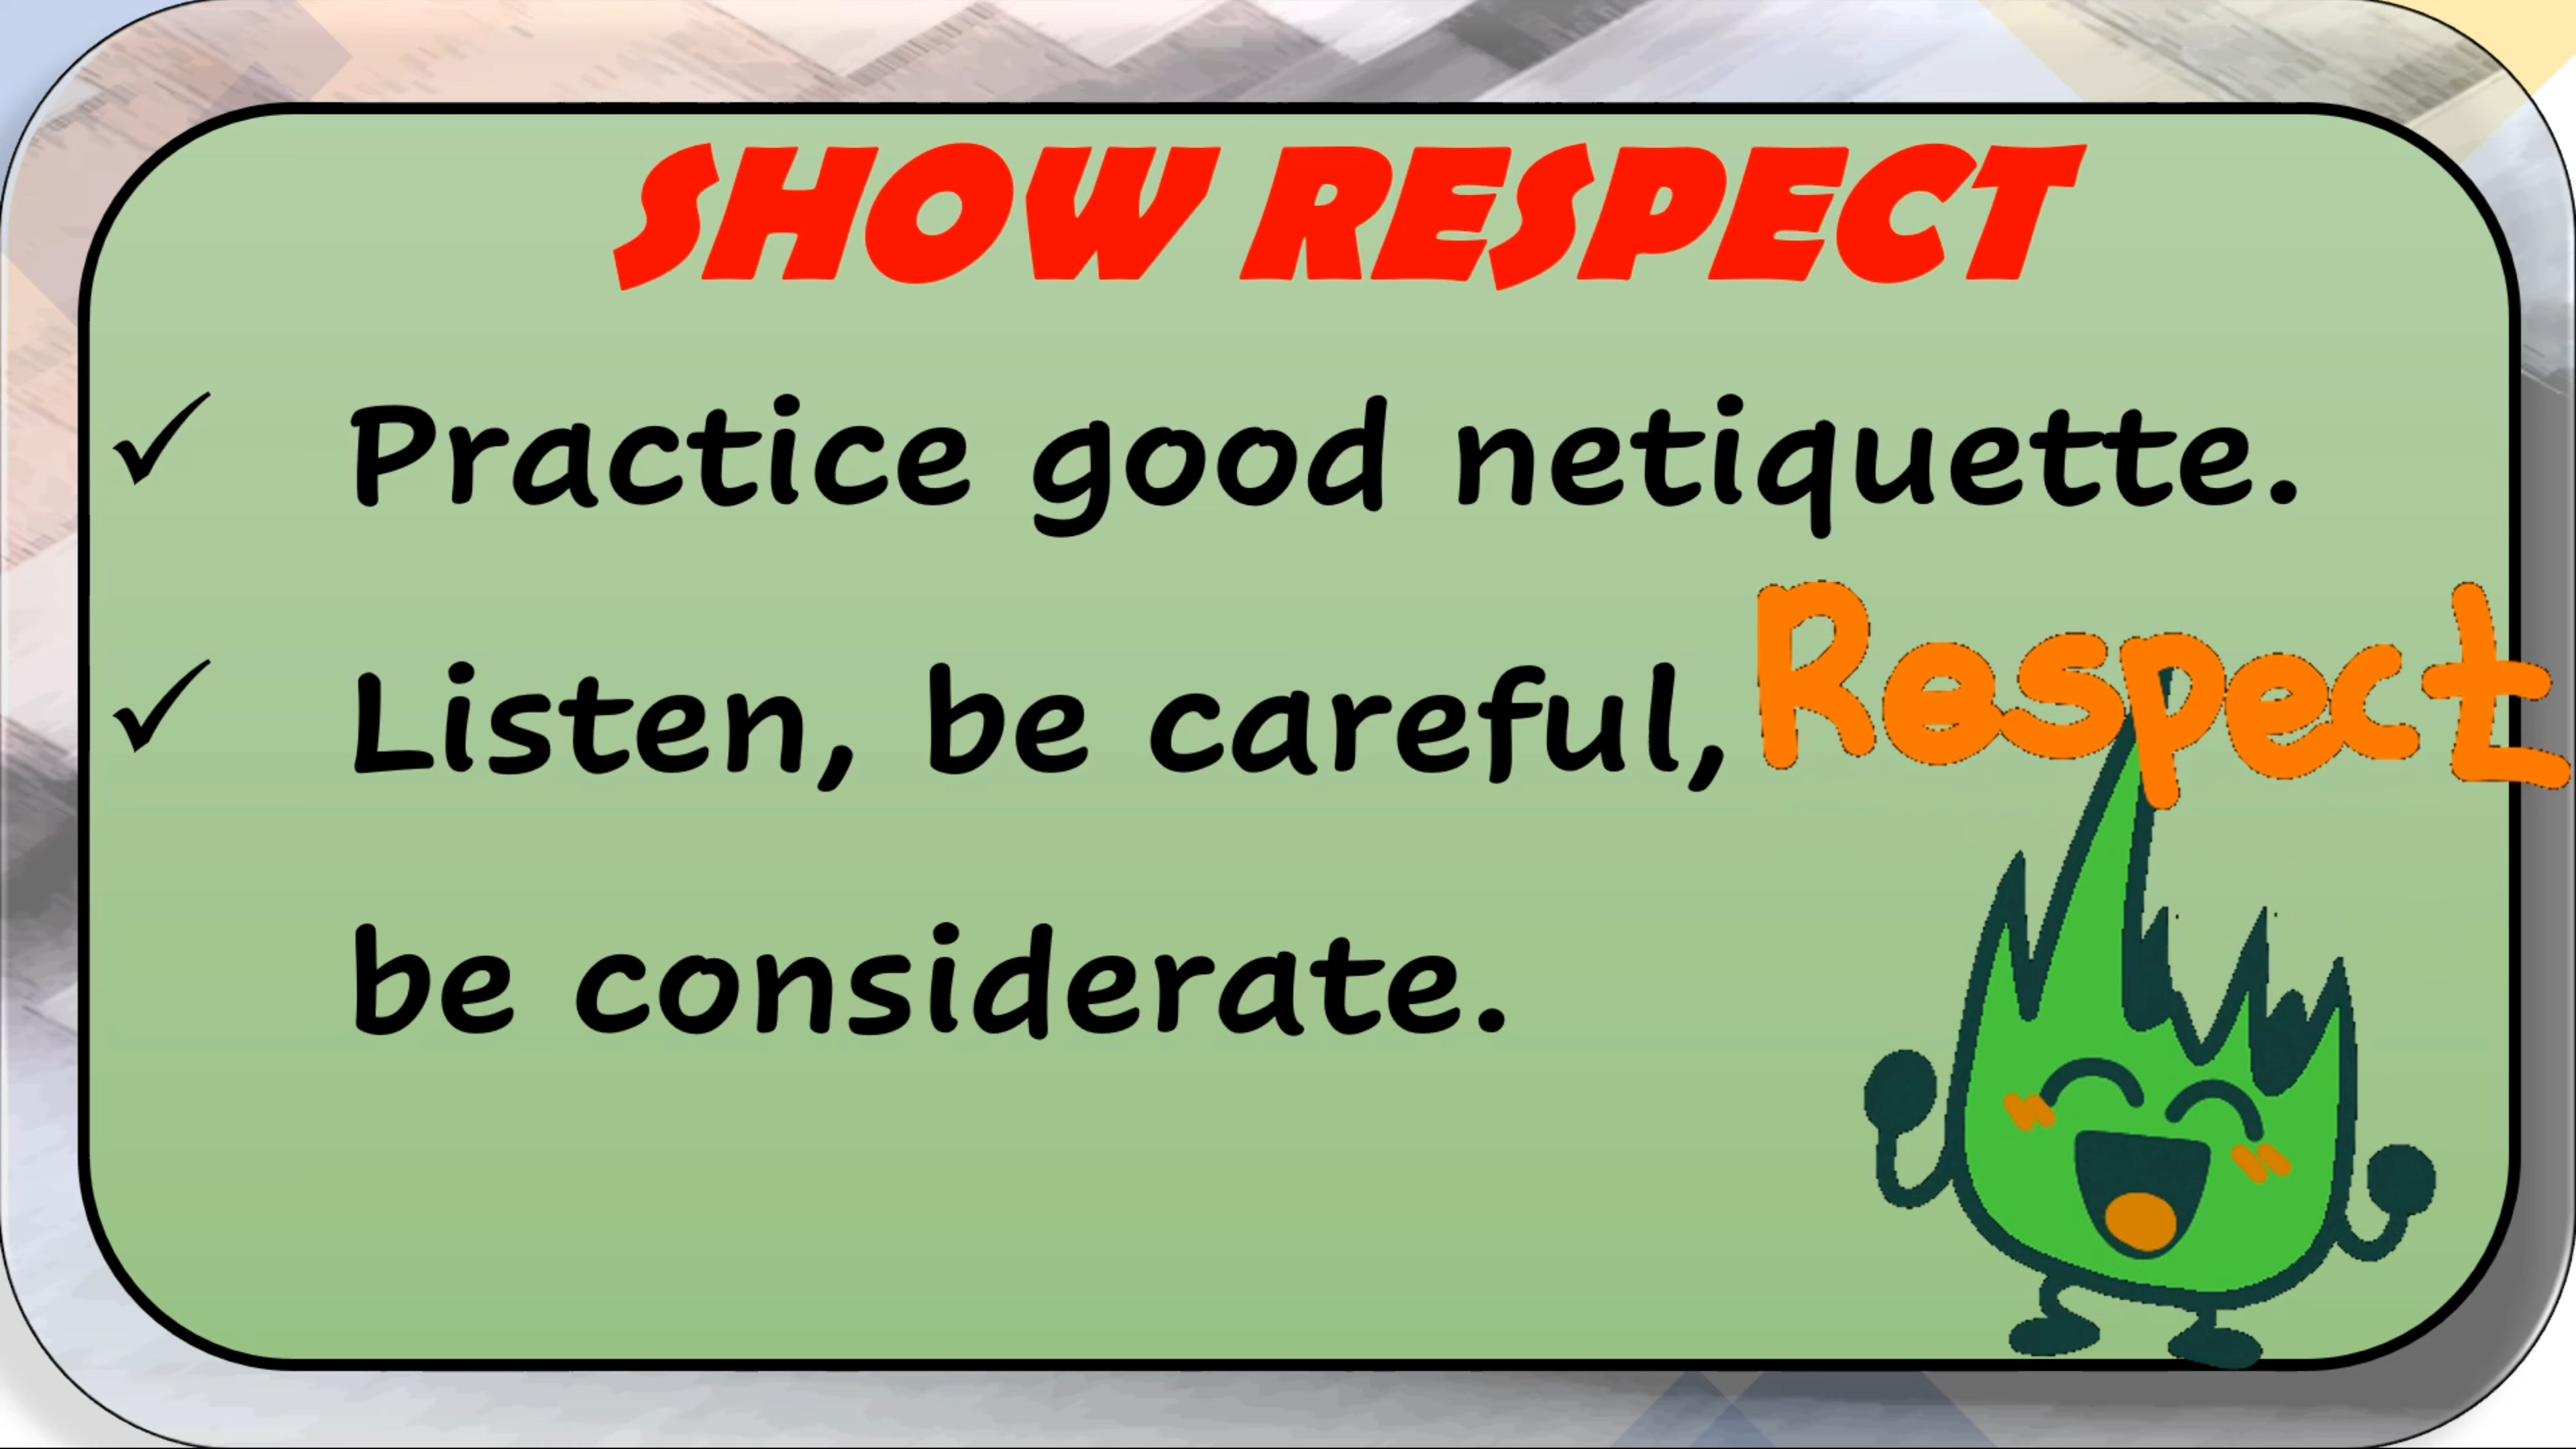 SHOW RESPECT
✓ Practice good netiquette.
✓ Listen, be careful,
Respect
be considerate.